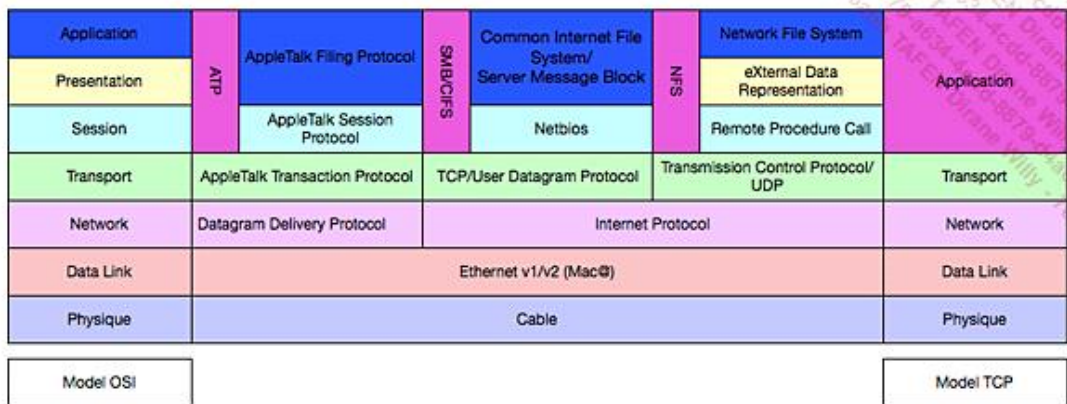 Application
ATP
AppleTalk Filing Protocol
SMB/CIFS
Common Internet File
System/
Server Message Block
NFS
Network File System
Application
Presentation
eXternal Data
Representation
Session
AppleTalk Session
Protocol
Netbios
Remote Procedure Call
Transport
AppleTalk Transaction Protocol
TCP/User Datagram Protocol
Transmission Control Protocol/
UDP
Transport
Network
Datagram Delivery Protocol
Internet Protocol
Network
Data Link
Ethernet v1/v2 (Mac@)
Data Link
Physique
Cable
Physique
Model OSI
Model TCP